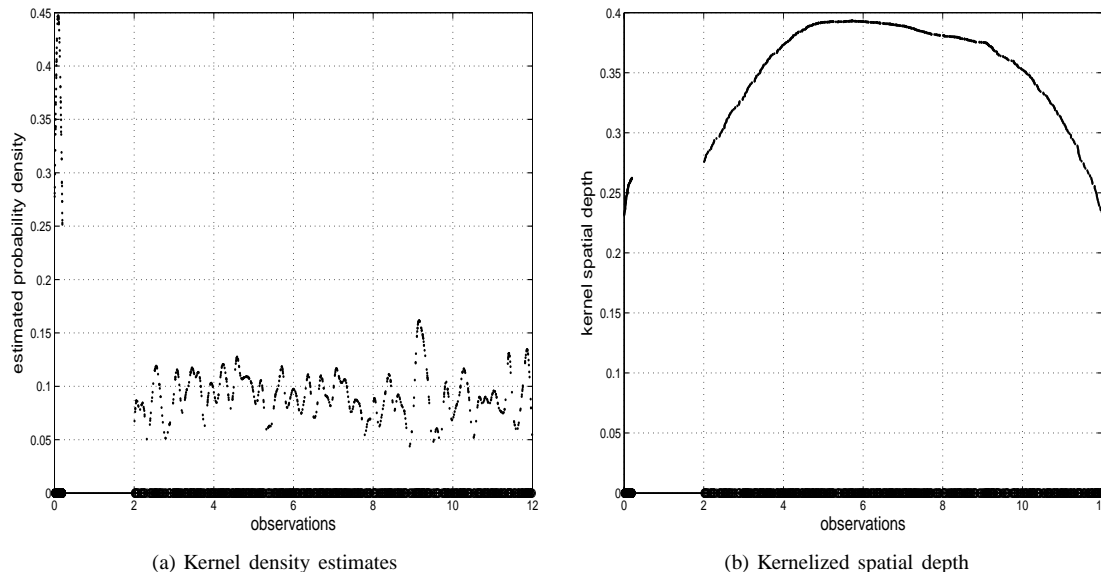 0.45
0.4
0.35
0.3
0.25
0.2
0.15
0.1
0.05
0
estimated probability density
0 2 4 6 8 10 12
observations
(a) Kernel density estimates
0.4
0.35
0.3
0.25
0.2
0.15
0.1
0.05
0
kernel spatial depth
0 2 4 6 8 10
observations
(b) Kernelized spatial depth